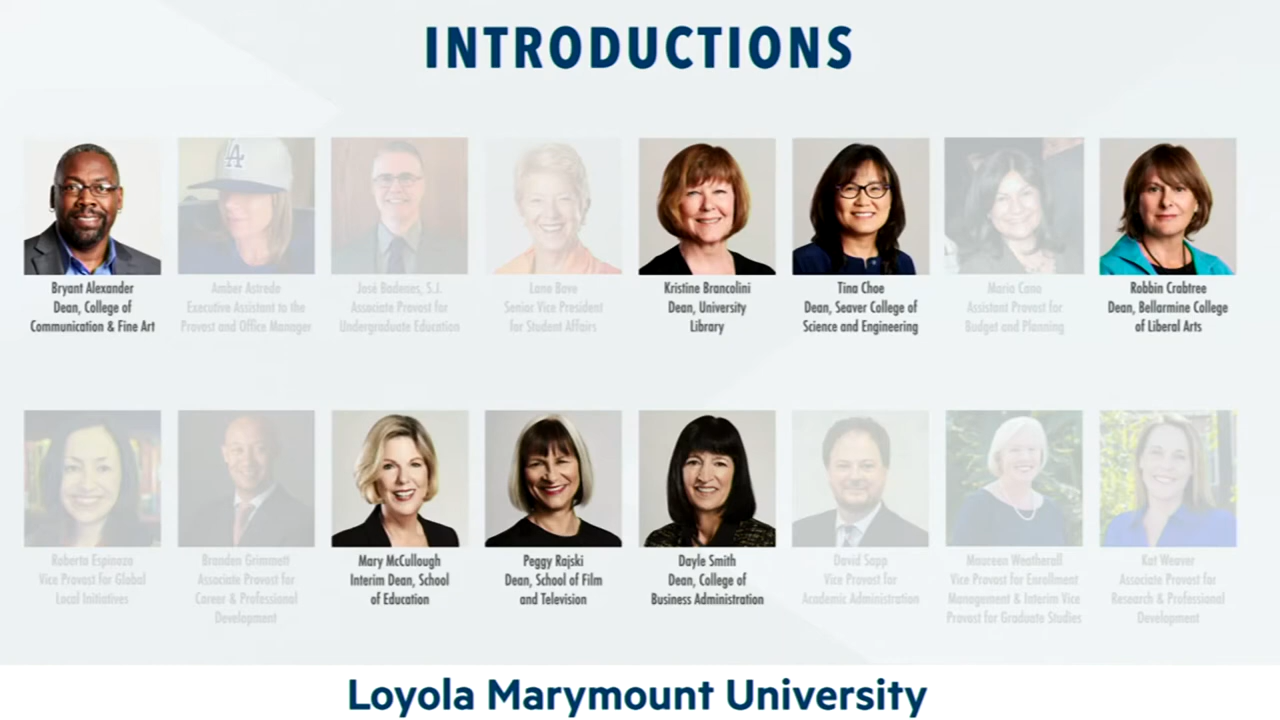 INTRODUCTIONS
Bryant Alexander
Dean, College of
Communication & Fine Art
Amber Astredo
Executive Assistant to the
Provost and Office Manager
José Badenes, S.J.
Associate Provost for
Undergraduate Education
Lane Bove
Senior Vice President
for Student Affairs
Kristine Brancolini
Dean, University
Library
Tina Choe
Dean, Seaver College of
Science and Engineering
Maria Cano
Assistant Provost for
Budget and Planning
Robbin Crabtree
Dean, Bellarmine College
of Liberal Arts
Roberta Espinoza
Vice Provost for Global
Local Initiatives
Branden Grimmett
Associate Provost for
Career & Professional
Development
Mary McCullough
Interim Dean, School
of Education
Peggy Rajski
Dean, School of Film
and Television
Dayle Smith
Dean, College of
Business Administration
David Sapp
Vice Provost for
Academic Administration
Maureen Weatherall
Vice Provost for Enrollment
Management & Interim Vice
Provost for Graduate Studies
Kat Weaver
Associate Provost for
Research & Professional
Development
Loyola Marymount University